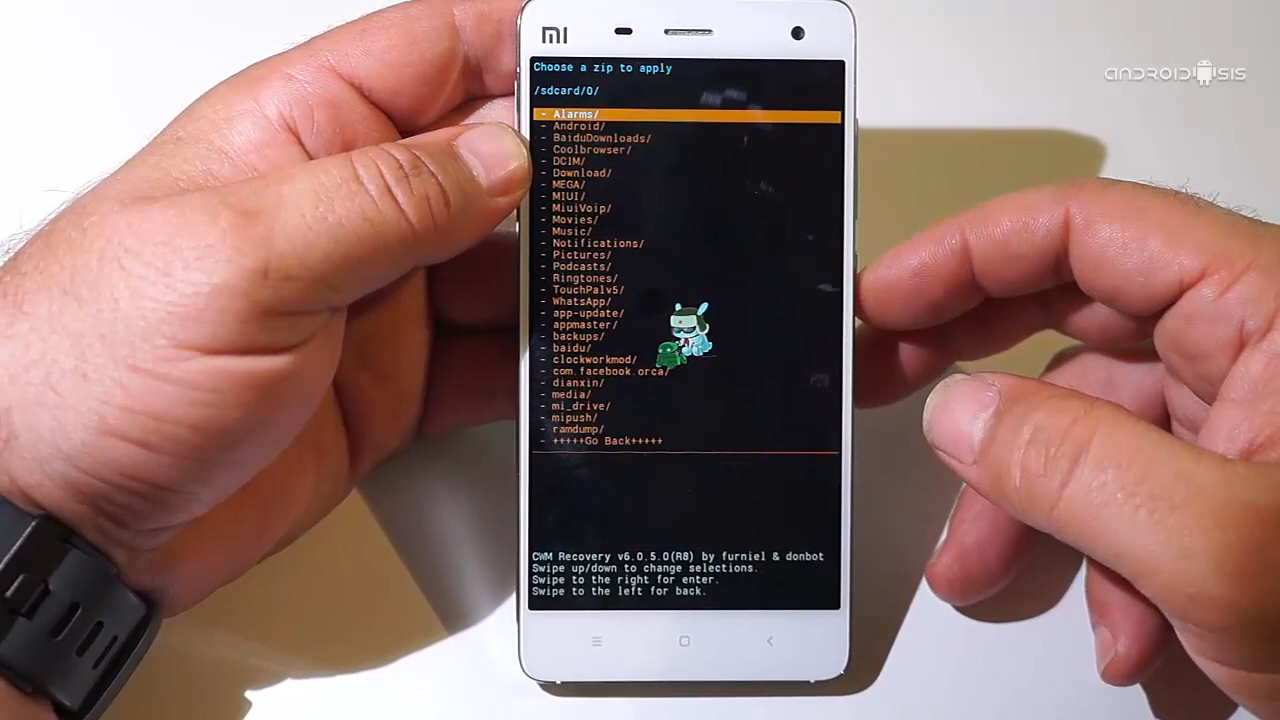 MI
ANDROIDSIS
Choose a zip to apply
/sdcard/0/
- Alarms/
- Android/
- BaiduDownloads/
- Coolbrowser/
- DCIM/
- Download/
- MEGA/
- MIUI/
- MiuiVoip/
- Movies/
- Music/
- Notifications/
- Pictures/
- Podcasts/
- Ringtones/
- TouchPalv5/
- WhatsApp/
- app-update/
- appmaster/
- backups/
- baidu/
- clockworkmod/
- com.facebook.orca/
- dianxin/
- media/
- mi_drive/
- mipush/
- ramdump/
- +++++Go Back+++++
CWM Recovery v6.0.5.0(R8) by furniel & donbot
Swipe up/down to change selections.
Swipe to the right for enter.
Swipe to the left for back.